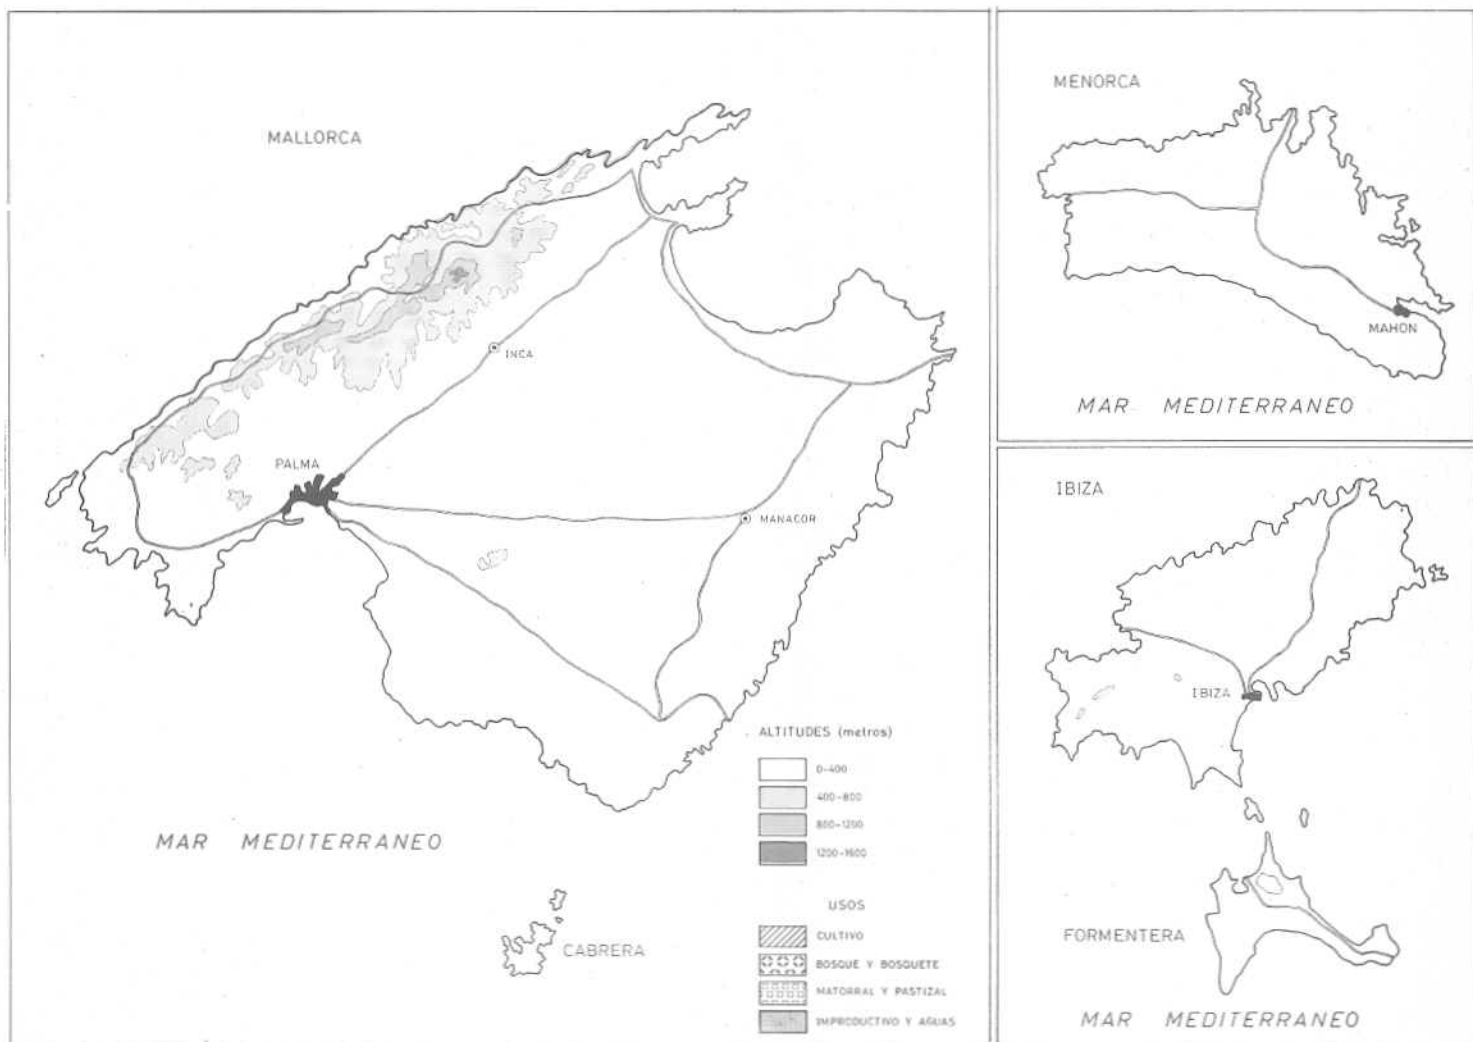 MALLORCA
INCA
PALMA
MANACOR
ALTITUDES (metros)
0-400
400-800
800-1200
1200-1600
MAR MEDITERRANEO
USOS
CULTIVO
BOSQUE Y BOSQUETE
MATORRAL Y PASTIZAL
IMPRODUCTIVO Y AGUAS
CABRERA
MENORCA
MAHON
MAR MEDITERRANEO
IBIZA
IBIZA
FORMENTERA
MAR MEDITERRANEO